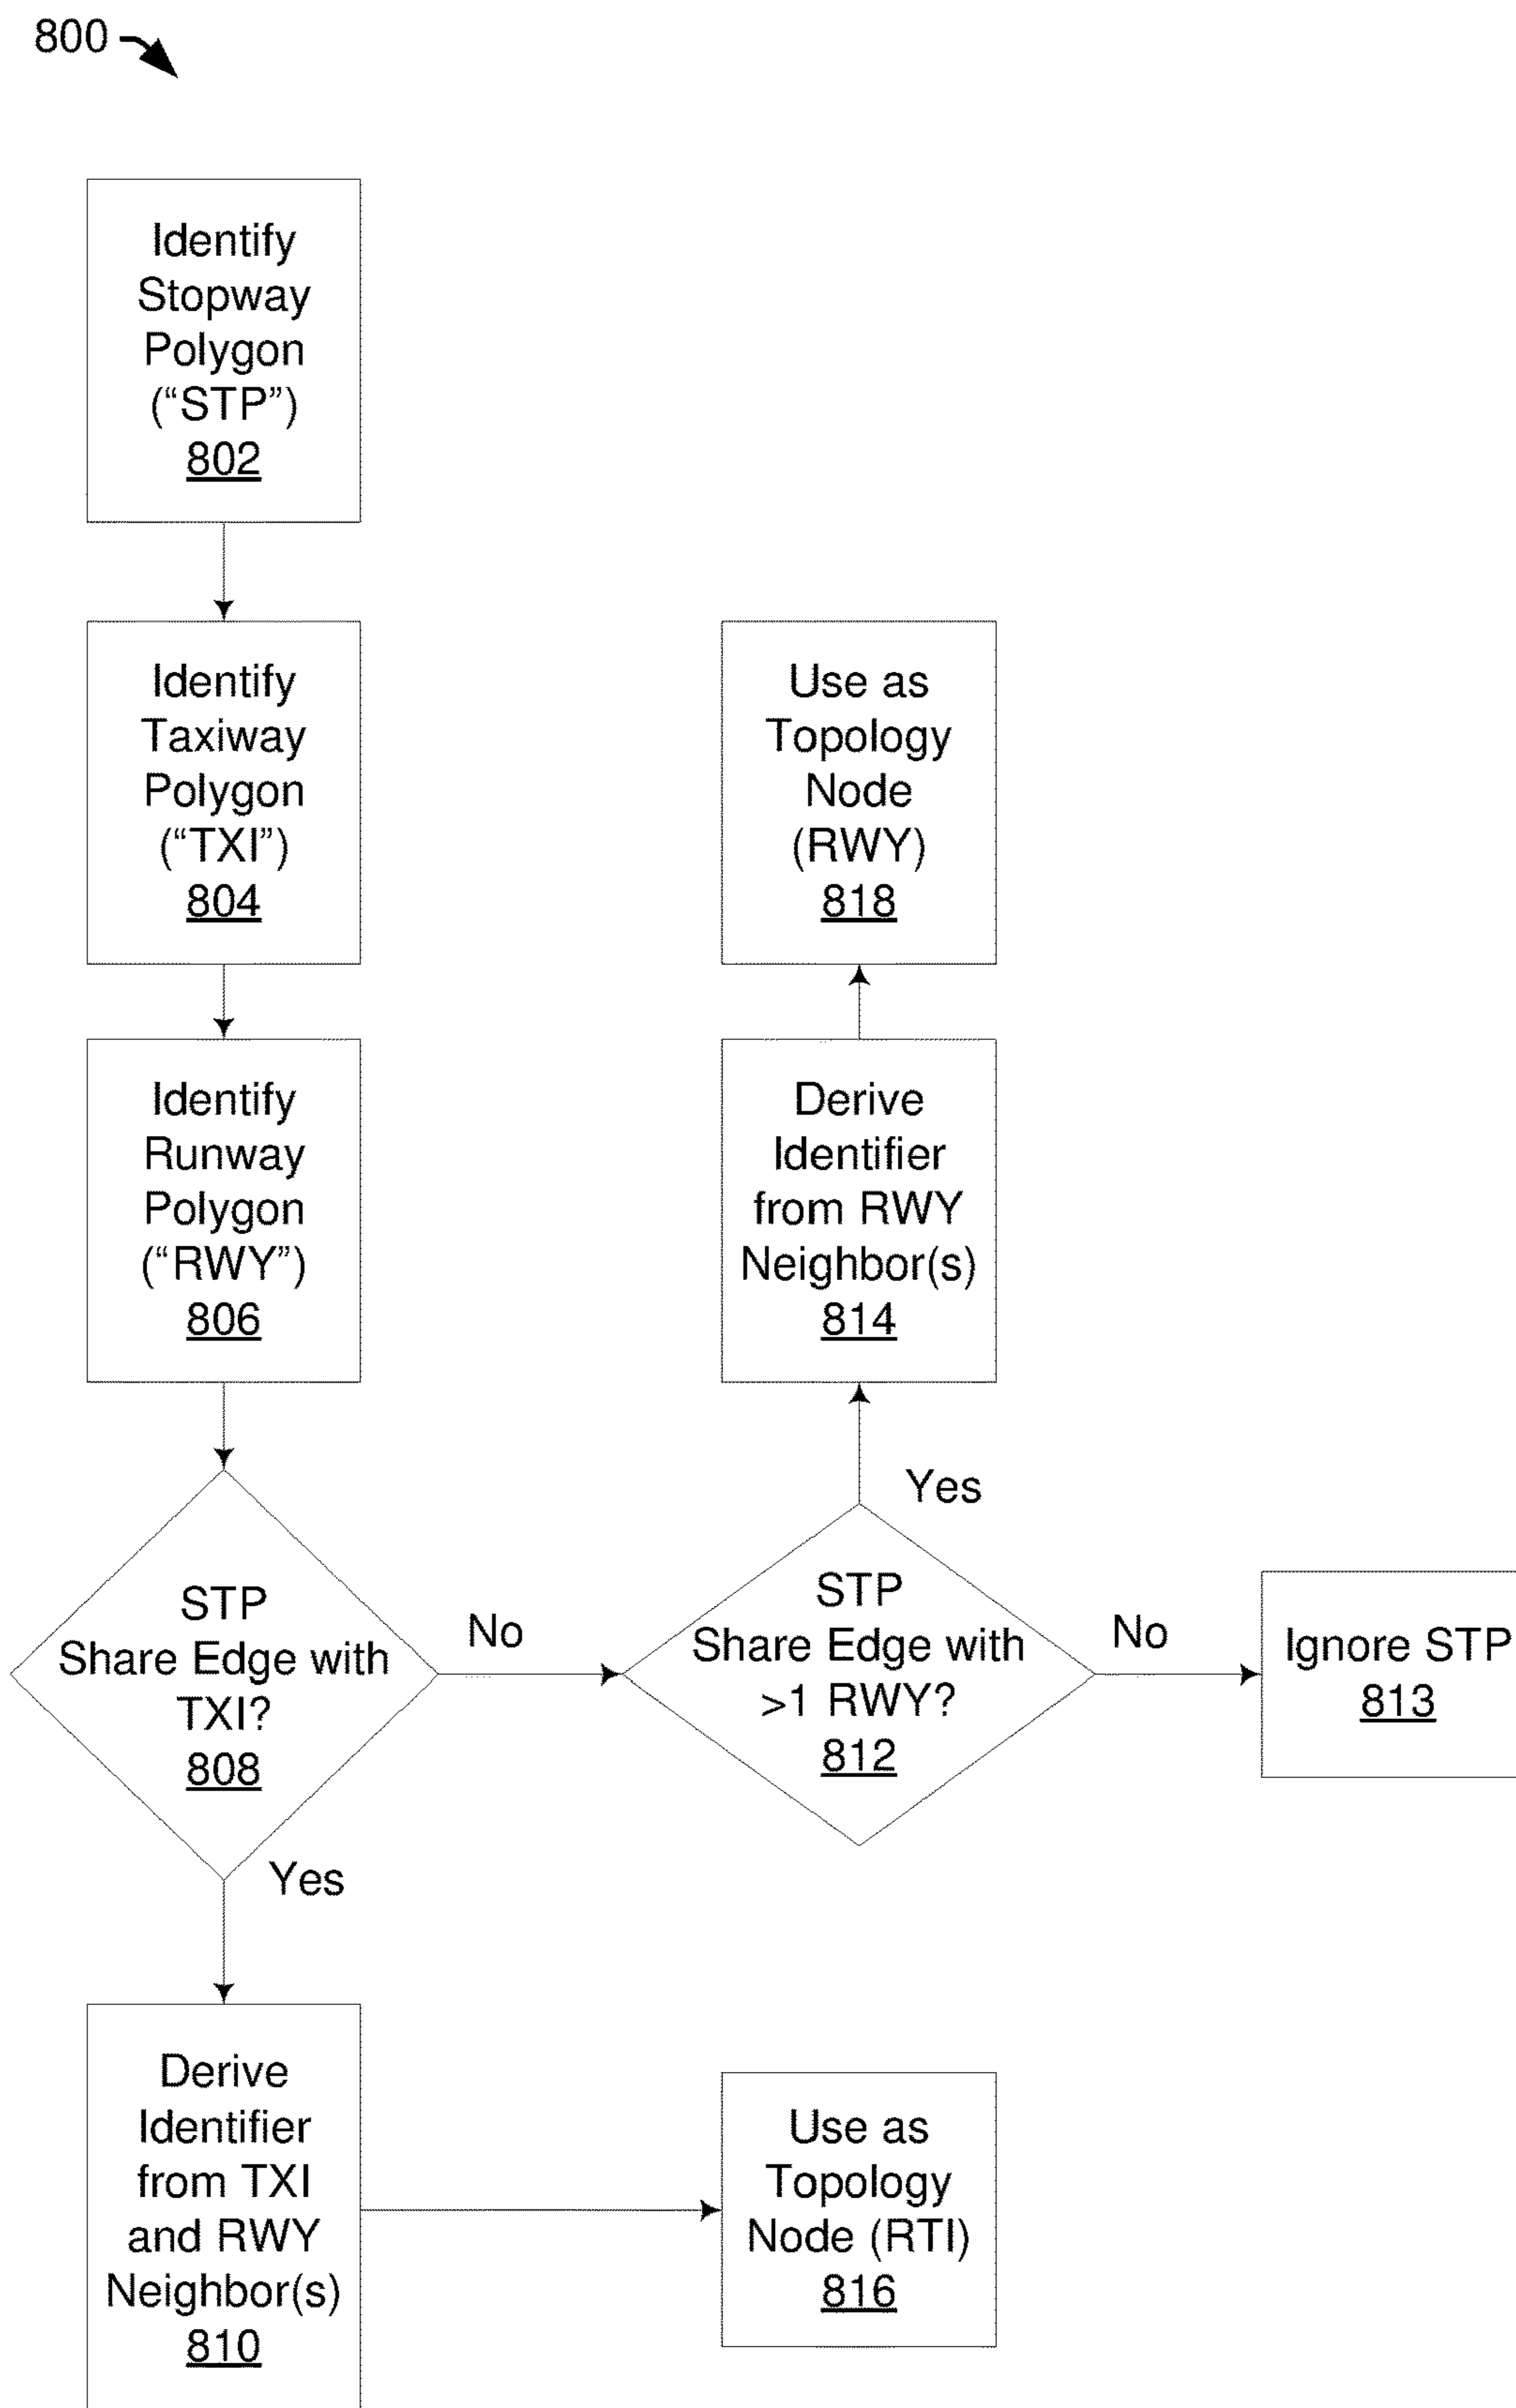 800
Identify
Stopway
Polygon
(“STP”)
802
Identify
Taxiway
Polygon
(“TXI”)
804
Use as
Topology
Node
(RWY)
818
Identify
Runway
Polygon
(“RWY”)
806
Derive
Identifier
from RWY
Neighbor(s)
814
STP
Share Edge with
TXI?
808
No
Yes
STP
Share Edge with
>1 RWY?
812
Yes
No
Ignore STP
813
Derive
Identifier
from TXI
and RWY
Neighbor(s)
810
Use as
Topology
Node (RTI)
816